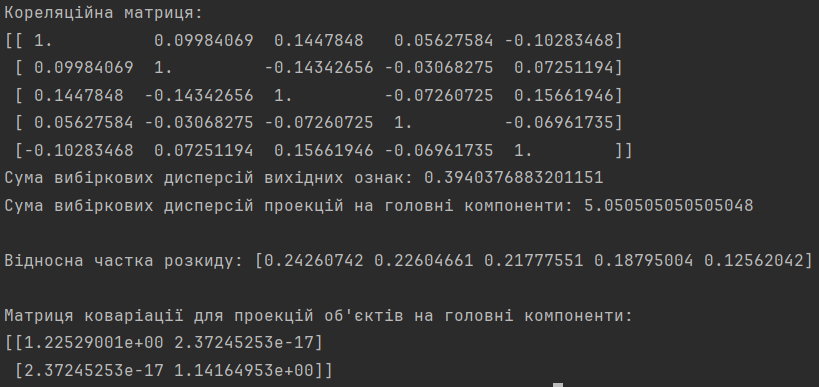 Кореляційна матриця:
[[ 1.          0.09984069  0.1447848   0.05627584 -0.10283468]
 [ 0.09984069  1.         -0.14342656 -0.03068275  0.07251194]
 [ 0.1447848  -0.14342656  1.         -0.07260725  0.15661946]
 [ 0.05627584 -0.03068275 -0.07260725  1.         -0.06961735]
 [-0.10283468  0.07251194  0.15661946 -0.06961735  1.        ]]
Сума вибіркових дисперсій вихідних ознак: 0.3940376883201151
Сума вибіркових дисперсій проекцій на головні компоненти: 5.050505050505048
Відносна частка розкиду: [0.24260742 0.22604661 0.21777551 0.18795004 0.12562042]
Матриця коваріації для проекцій об'єктів на головні компоненти:
[[1.22529001e+00 2.37245253e-17]
 [2.37245253e-17 1.14164953e+00]]